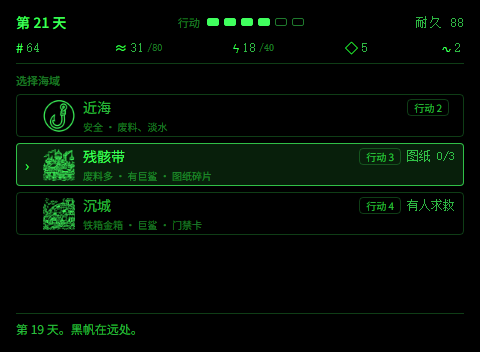 第 21 天 行动 耐久 88
# 64 31 /80 18 /40 5 2
选择海域
近海 行动 2
安全 · 废料、淡水
› 残骸带 行动 3 图纸 0/3
废料多 · 有巨鲨 · 图纸碎片
沉城 行动 4 有人求救
铁箱金箱 · 巨鲨 · 门禁卡
第 19 天。黑帆在远处。